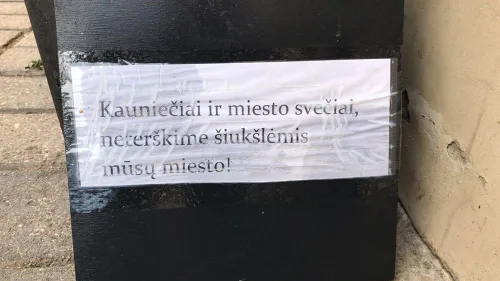 Kauniečiai ir miesto svečiai,
neterškime šiukšlėmis
mūsų miesto!